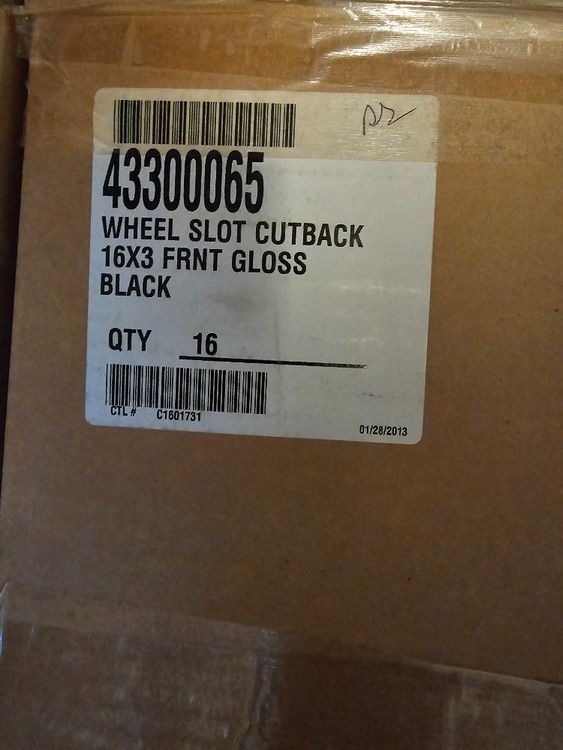 43300065
WHEEL SLOT CUTBACK
16X3 FRNT GLOSS
BLACK
QTY 16
CTL # C1601731
01/28/2013